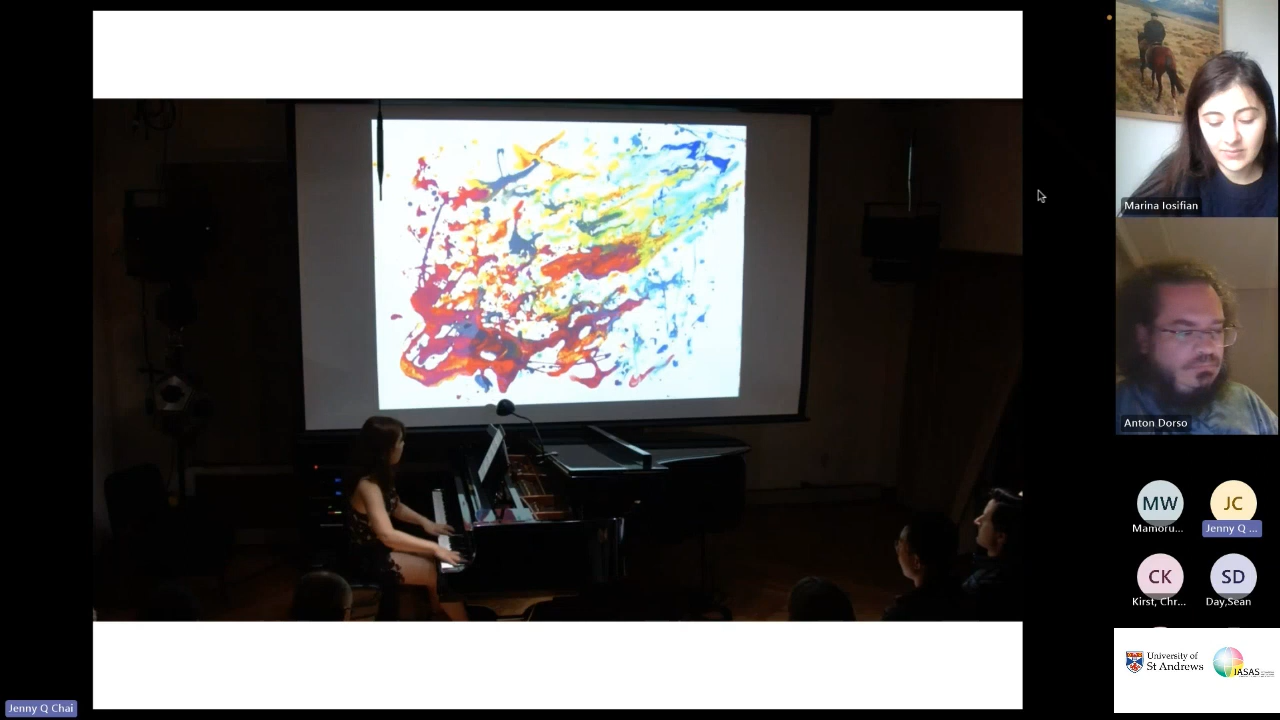 Marina Iosifian
Anton Dorso
MW
JC
Mamoru...
Jenny Q ...
CK
SD
Kirst, Chr...
Day,Sean
University of
St Andrews
IASAS
Jenny Q Chai